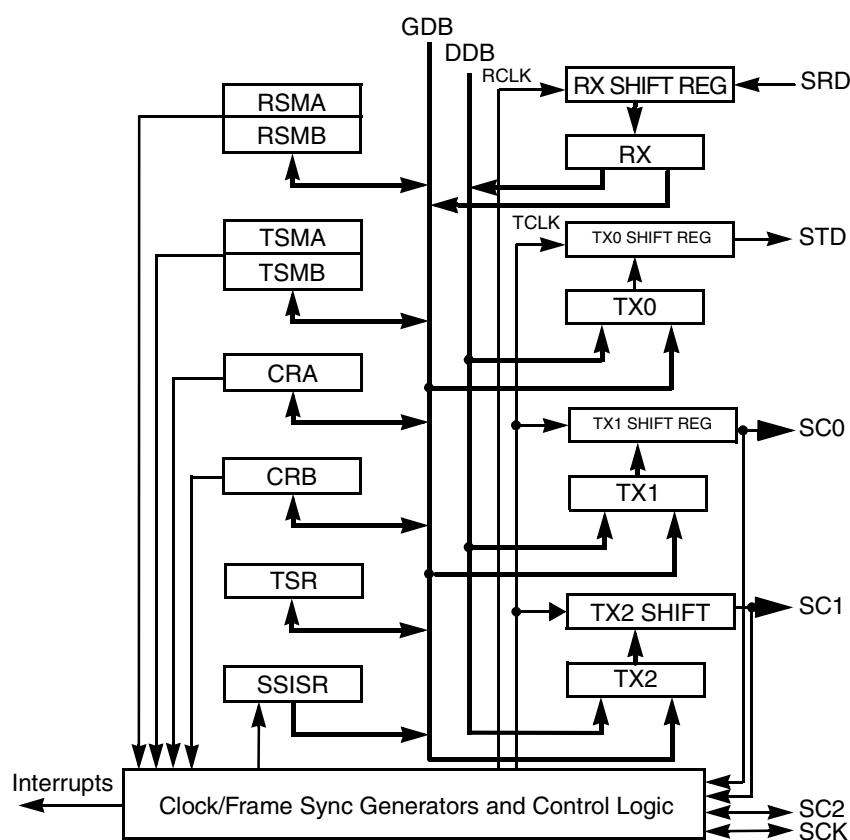 GDB
DDB
RCLK
RX SHIFT REG
SRD
RSMA
RSMB
RX
TCLK
TX0 SHIFT REG
STD
TSMA
TSMB
TX0
CRA
TX1 SHIFT REG
SC0
CRB
TX1
TSR
TX2 SHIFT
SC1
SSISR
TX2
Interrupts
Clock/Frame Sync Generators and Control Logic
SC2
SCK